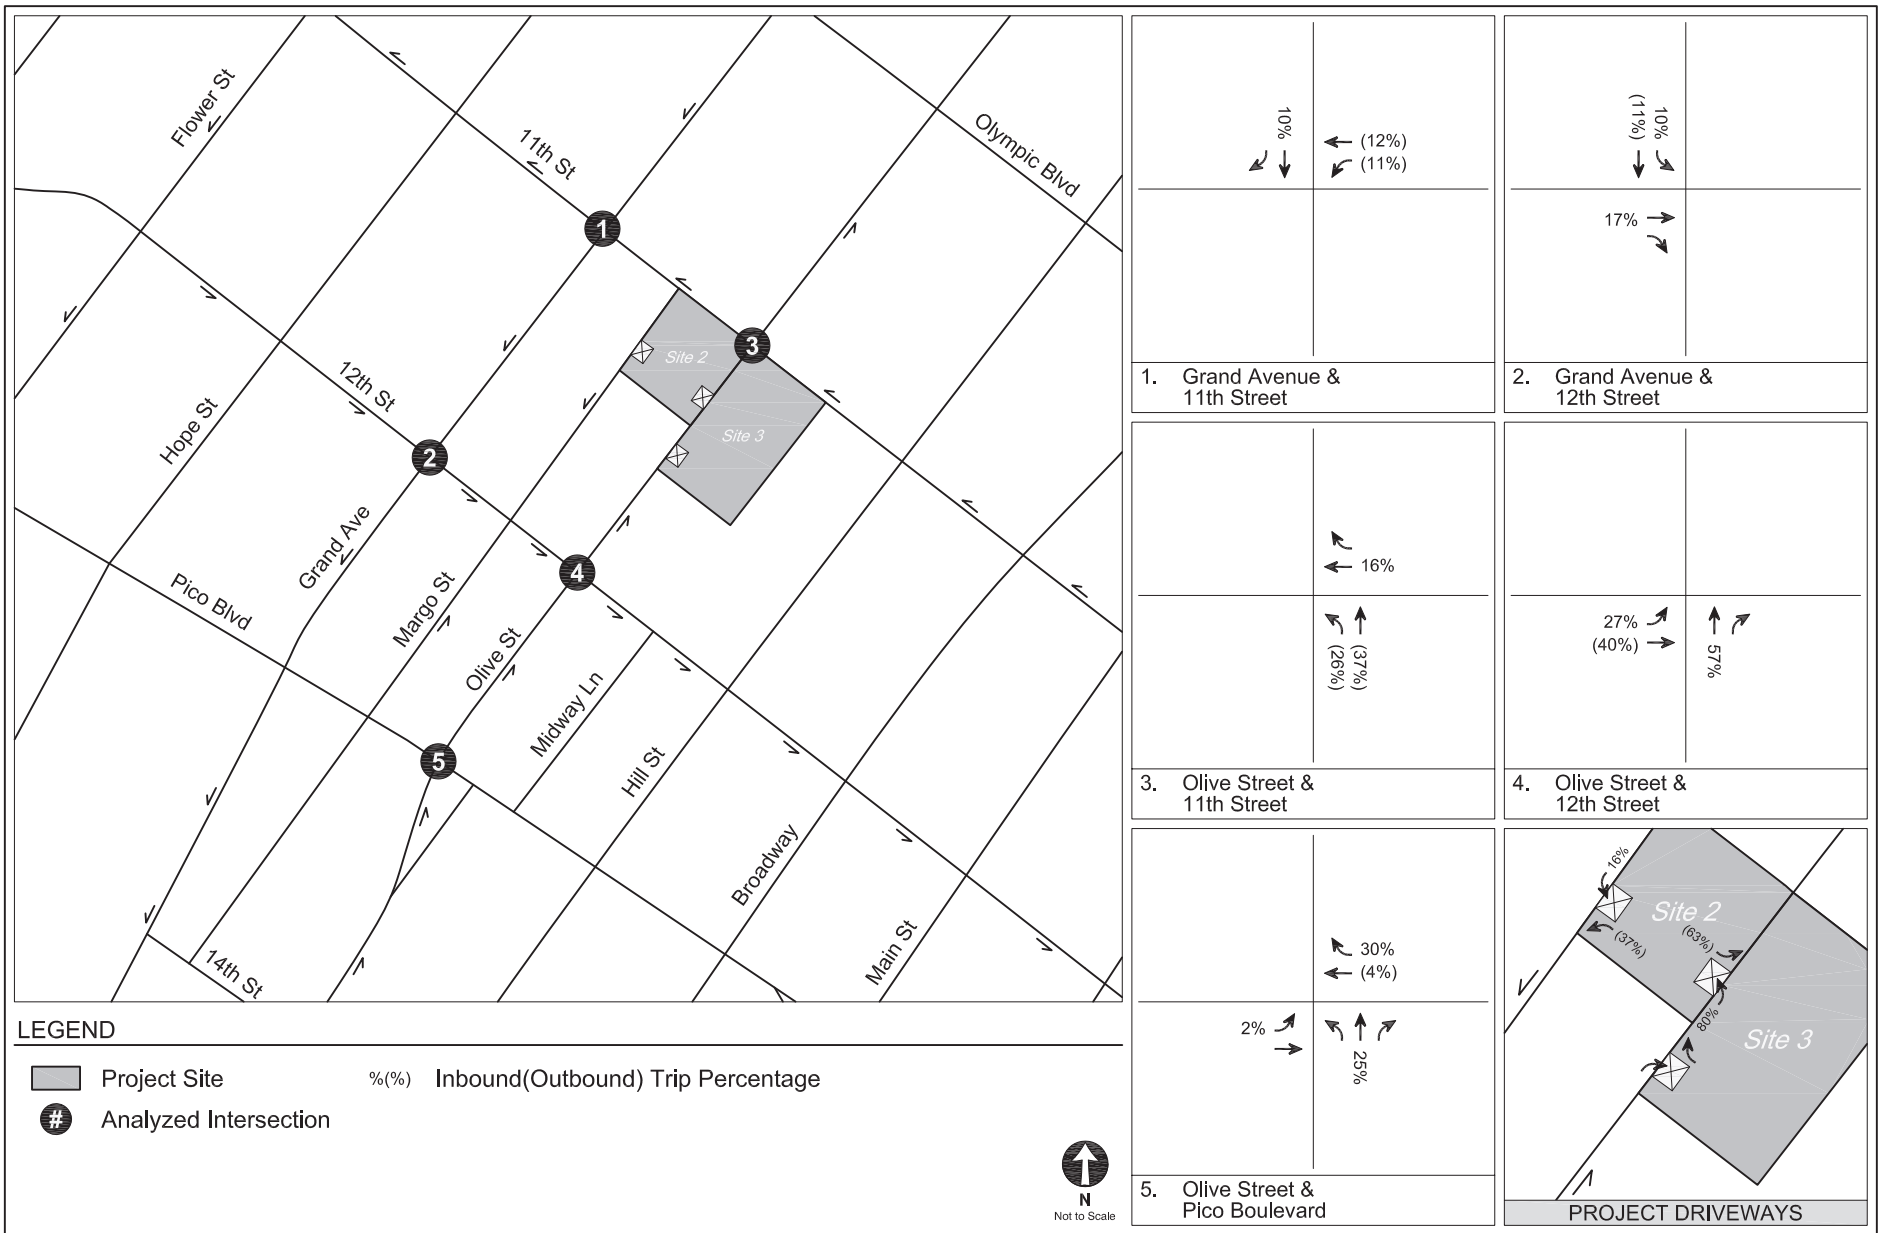 Flower St
11th St
Olympic Blvd
1
Site 2
3
12th St
Hope St
Site 3
2
Grand Ave
4
Pico Blvd
Margo St
Olive St
Midway Ln
5
Hill St
Broadway
Main St
14th St
LEGEND
Project Site
%(%) Inbound(Outbound) Trip Percentage
# Analyzed Intersection
N
Not to Scale
10%
(12%)
(11%)
1. Grand Avenue &
11th Street
(11%)
10%
17%
2. Grand Avenue &
12th Street
16%
(26%)
(37%)
3. Olive Street &
11th Street
27%
(40%)
57%
4. Olive Street &
12th Street
30%
(4%)
2%
25%
5. Olive Street &
Pico Boulevard
16%
Site 2
(37%)
(63%)
80%
Site 3
PROJECT DRIVEWAYS